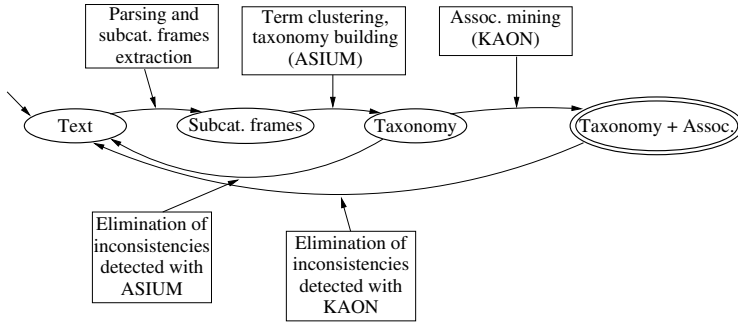 Parsing and
subcat. frames
extraction
Term clustering,
taxonomy building
(ASIUM)
Assoc. mining
(KAON)
Text
Subcat. frames
Taxonomy
Taxonomy + Assoc.
Elimination of
inconsistencies
detected with
ASIUM
Elimination of
inconsistencies
detected with
KAON